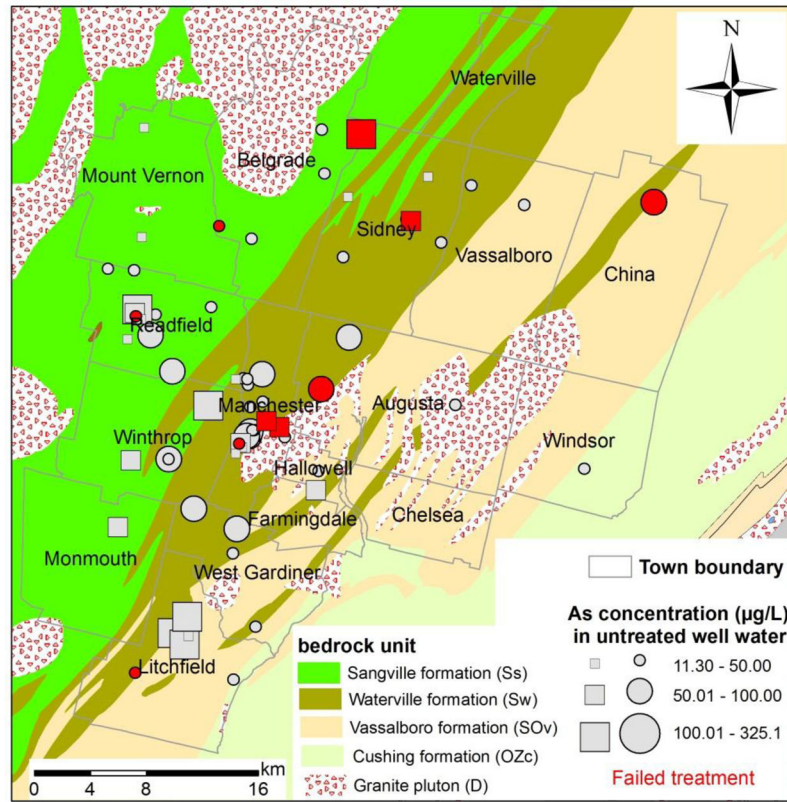 N
Waterville
Belgrade
Mount Vernon
Sidney
Vassalboro
China
Readfield
Manchester
Augusta
Winthrop
Windsor
Hallowell
Farmingdale
Chelsea
Monmouth
West Gardiner
Litchfield
Town boundary
As concentration (µg/L)
in untreated well water
11.30 - 50.00
50.01 - 100.00
100.01 - 325.1
Failed treatment
bedrock unit
Sangville formation (Ss)
Waterville formation (Sw)
Vassalboro formation (SOv)
Cushing formation (OZc)
Granite pluton (D)
km
0 4 8 16